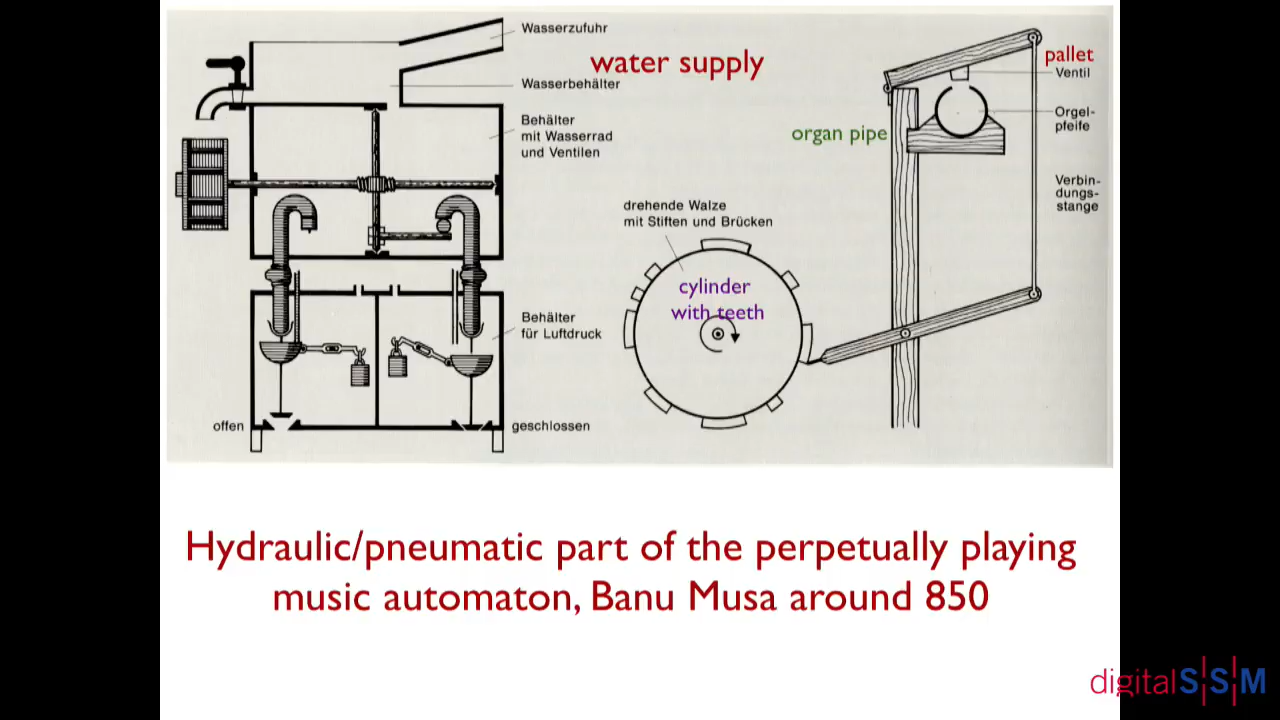 Wasserzufuhr
water supply
Wasserbehälter
Behälter
mit Wasserrad
und Ventilen
Behälter
für Luftdruck
offen
geschlossen
pallet
Ventil
organ pipe
Orgel-
pfeife
Verbin-
dungs-
stange
drehende Walze
mit Stiften und Brücken
cylinder
with teeth
Hydraulic/pneumatic part of the perpetually playing
music automaton, Banu Musa around 850
digitalS|S|M